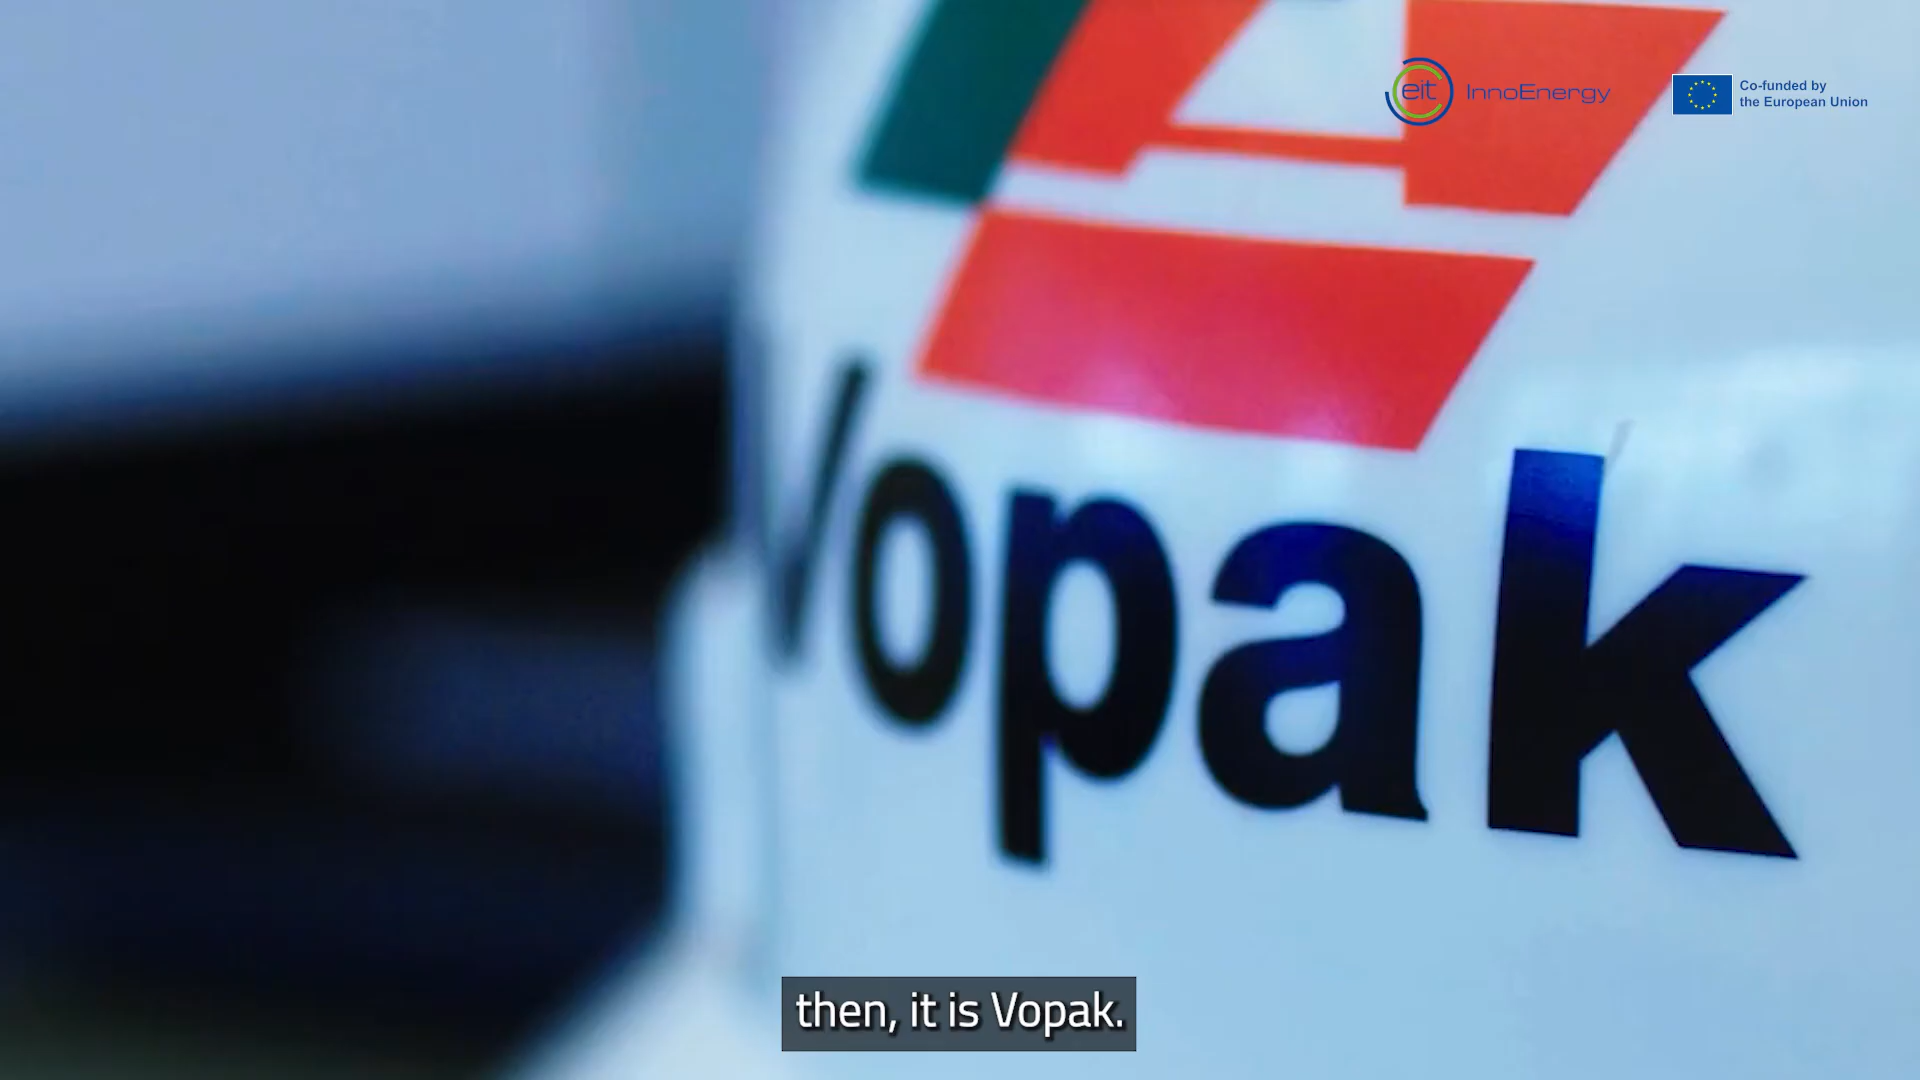 eit InnoEnergy
Co-funded by
the European Union
Vopak
then, it is Vopak.